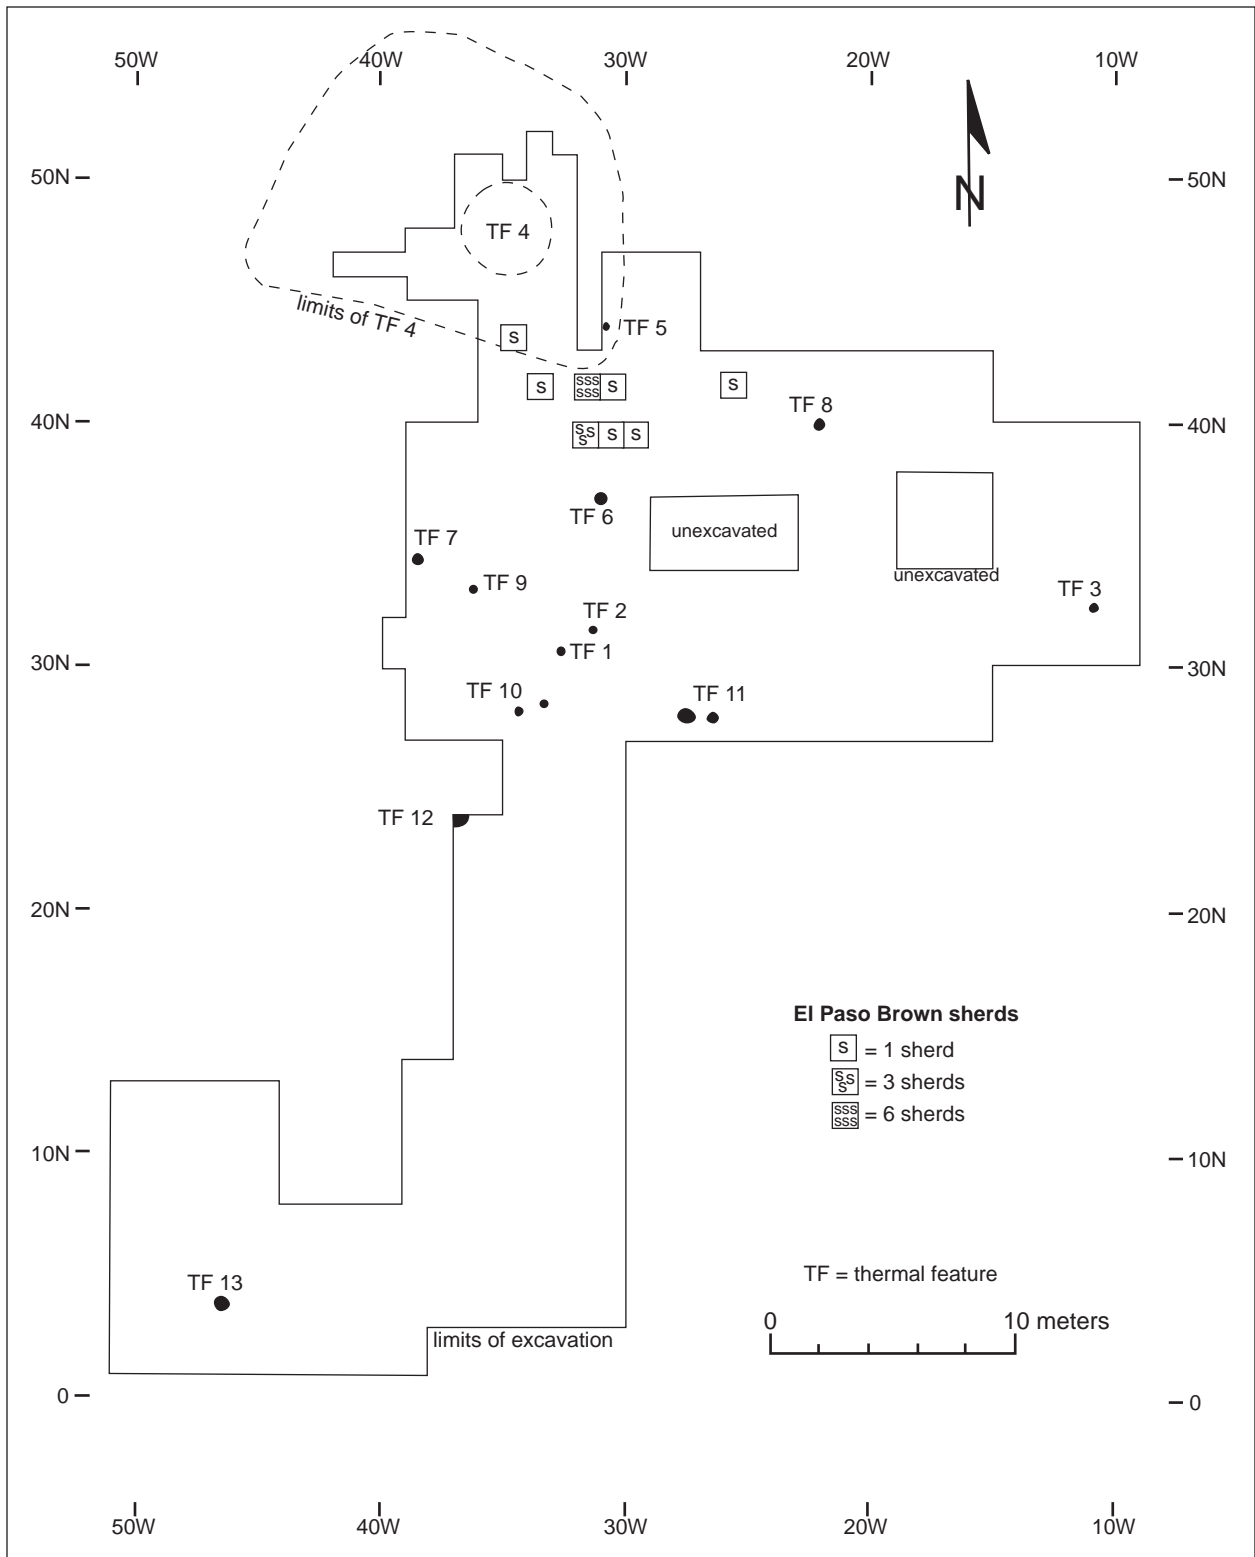 50W 40W 30W 20W 10W
N
50N 50N
TF 4
limits of TF 4
TF 5
S
S SSS S S
SSS
TF 8
40N 40N
S S S S
S
TF 6
unexcavated
TF 7
unexcavated
TF 9
TF 3
TF 2
TF 1
30N 30N
TF 10 TF 11
TF 12
20N 20N
El Paso Brown sherds
S = 1 sherd
S S
S = 3 sherds
SSS
SSS = 6 sherds
10N 10N
TF = thermal feature
TF 13
0 10 meters
limits of excavation
0 0
50W 40W 30W 20W 10W